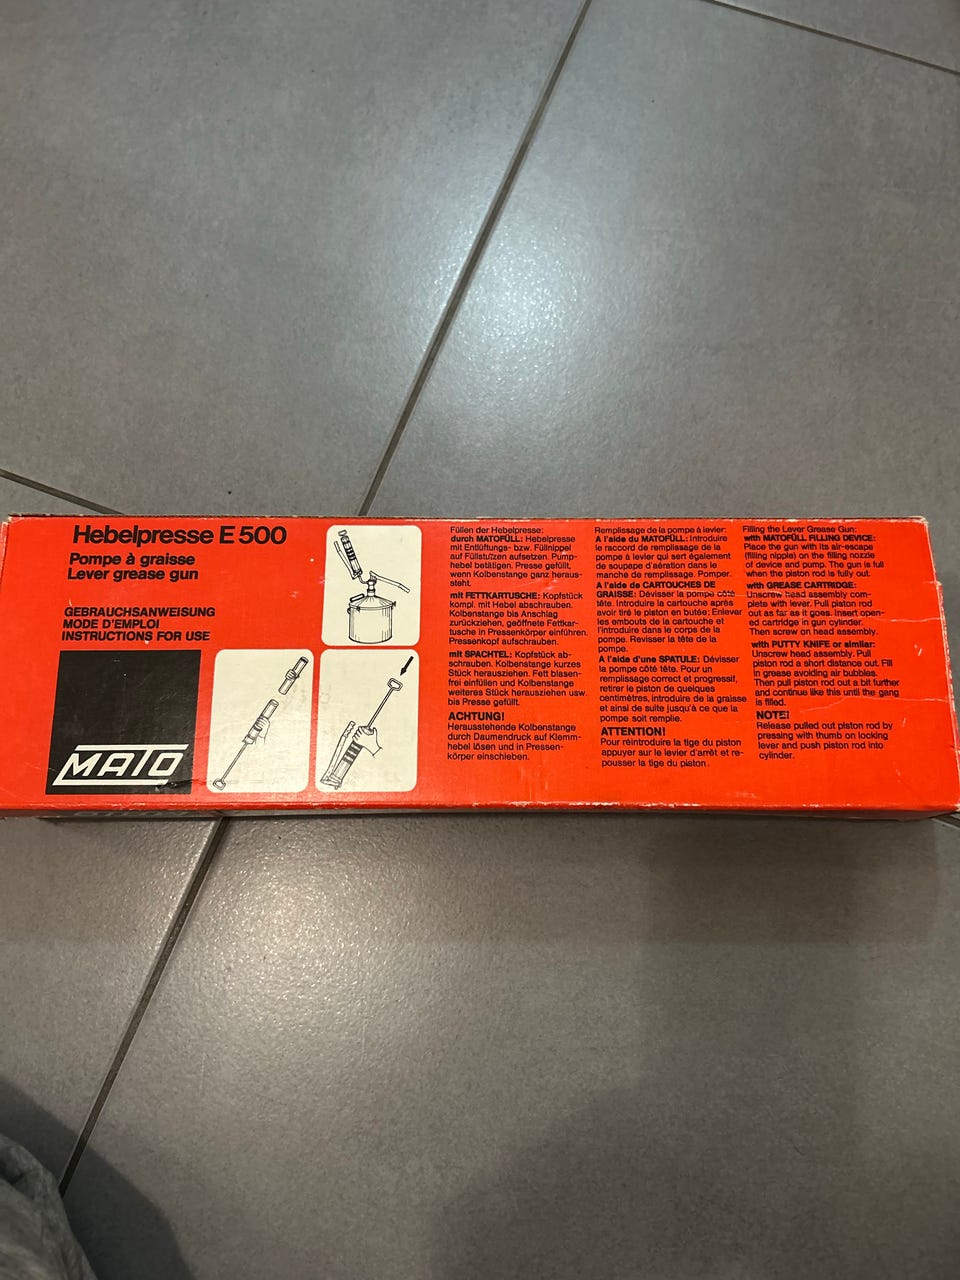 Hebelpresse E 500
Pompe à graisse
Lever grease gun
GEBRAUCHSANWEISUNG
MODE D'EMPLOI
INSTRUCTIONS FOR USE
MATO
Füllen der Hebelpresse:
durch MATOFÜLL: Hebelpresse
mit Entlüftungs- bzw. Füllnippel
auf Füllstutzen aufsetzen. Pump-
hebel betätigen. Presse gefüllt,
wenn Kolbenstange ganz heraus-
steht.
mit FETTKARTUSCHE: Kopfstück
kompl. mit Hebel abschrauben.
Kolbenstange bis Anschlag
zurückziehen, geöffnete Fettkar-
tusche in Pressenkörper einführen.
Pressenkopf aufschrauben.
mit SPACHTEL: Kopfstück ab-
schrauben. Kolbenstange kurzes
Stück herausziehen. Fett blasen-
frei einfüllen und Kolbenstange
weiteres Stück herausziehen usw.
bis Presse gefüllt.
ACHTUNG!
Herausstehende Kolbenstange
durch Daumendruck auf Klemm-
hebel lösen und in Pressen-
körper einschieben.
Remplissage de la pompe à levier:
A l'aide du MATOFÜLL: Introduire
le raccord de remplissage de la
pompe à levier qui sert également
de soupape d'aération dans le
manche de remplissage. Pomper.
A l'aide de CARTOUCHES DE
GRAISSE: Dévisser la pompe côté
tête. Introduire la cartouche après
avoir tiré le piston en butée; Enlever
les embouts de la cartouche et
l'introduire dans le corps de la
pompe. Revisser la tête de la
pompe.
A l'aide d'une SPATULE: Dévisser
la pompe côté tête. Pour un
remplissage correct et progressif,
retirer le piston de quelques
centimètres, introduire de la graisse
et ainsi de suite jusqu'à ce que la
pompe soit remplie.
ATTENTION!
Pour réintroduire la tige du piston
appuyer sur le levier d'arrêt et re-
pousser la tige du piston.
Filling the Lever Grease Gun:
with MATOFÜLL FILLING DEVICE:
Place the gun with its air-escape
(filling nipple) on the filling nozzle
of device and pump. The gun is full
when the piston rod is fully out.
with GREASE CARTRIDGE:
Unscrew head assembly com-
plete with lever. Pull piston rod
out as far as it goes. Insert open-
ed cartridge in gun cylinder.
Then screw on head assembly.
with PUTTY KNIFE or similar:
Unscrew head assembly. Pull
piston rod a short distance out. Fill
in grease avoiding air bubbles.
Then pull piston rod out a bit further
and continue like this until the gang
is filled.
NOTE!
Release pulled out piston rod by
pressing with thumb on locking
lever and push piston rod into
cylinder.